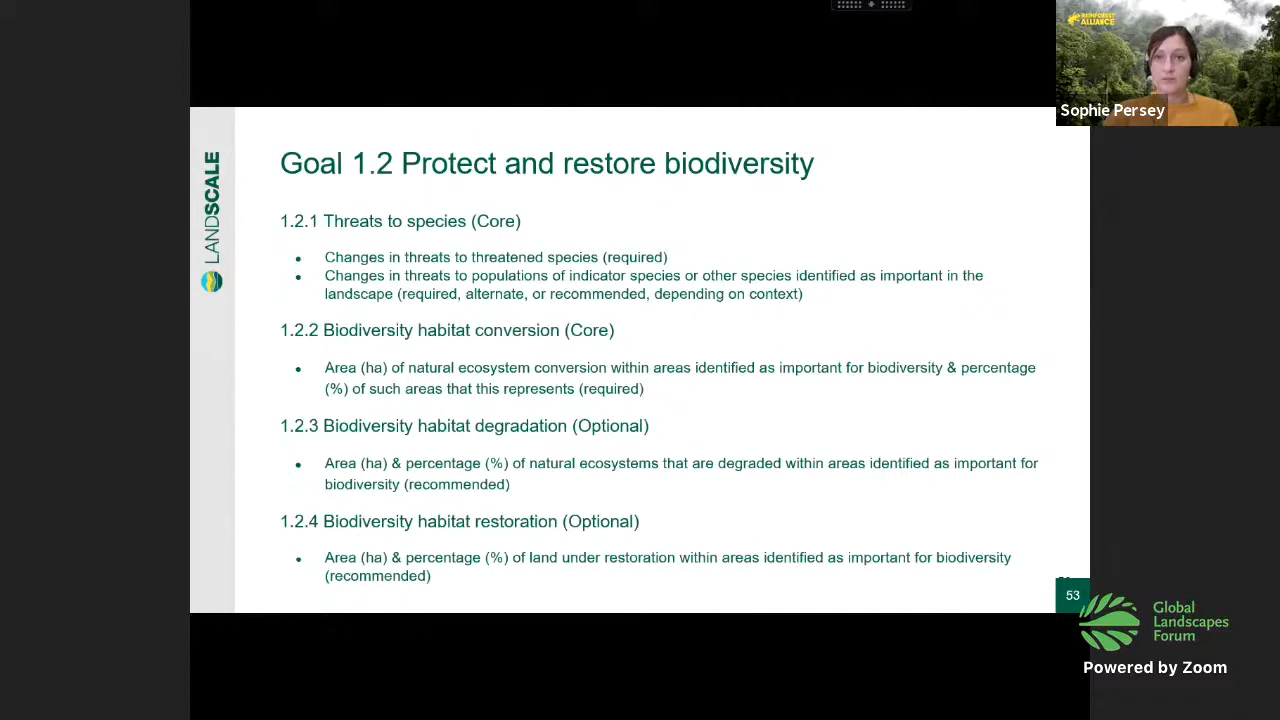 RAINFOREST
ALLIANCE
Sophie Persey
LANDSCALE
Goal 1.2 Protect and restore biodiversity
1.2.1 Threats to species (Core)
• Changes in threats to threatened species (required)
• Changes in threats to populations of indicator species or other species identified as important in the
landscape (required, alternate, or recommended, depending on context)
1.2.2 Biodiversity habitat conversion (Core)
• Area (ha) of natural ecosystem conversion within areas identified as important for biodiversity & percentage
(%) of such areas that this represents (required)
1.2.3 Biodiversity habitat degradation (Optional)
• Area (ha) & percentage (%) of natural ecosystems that are degraded within areas identified as important for
biodiversity (recommended)
1.2.4 Biodiversity habitat restoration (Optional)
• Area (ha) & percentage (%) of land under restoration within areas identified as important for biodiversity
(recommended)
53
Global
Landscapes
Forum
Powered by Zoom